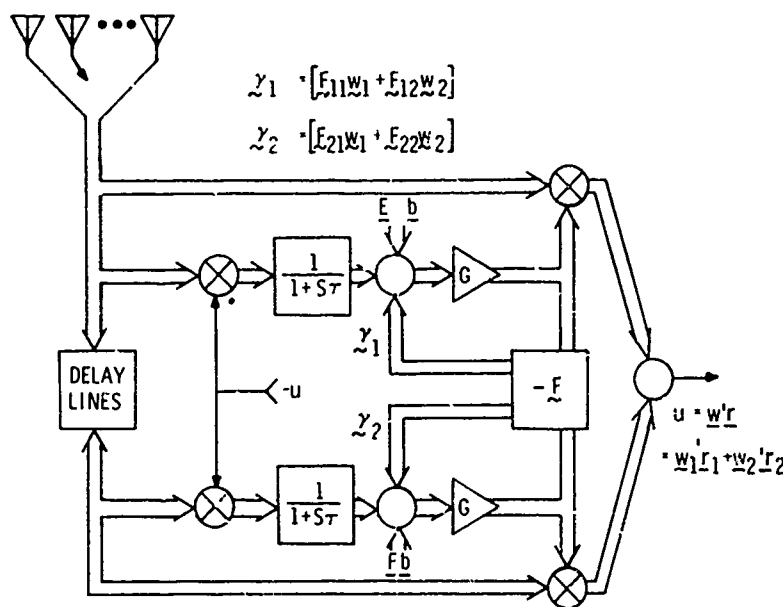 γ1 = [F11w1 + F12w2]
γ2 = [F21w1 + F22w2]
E b
1
1+Sτ
G
γ1
DELAY
LINES
-u
- F
u = w'r
= w1'r1+w2'r2
γ2
1
1+Sτ
G
F b